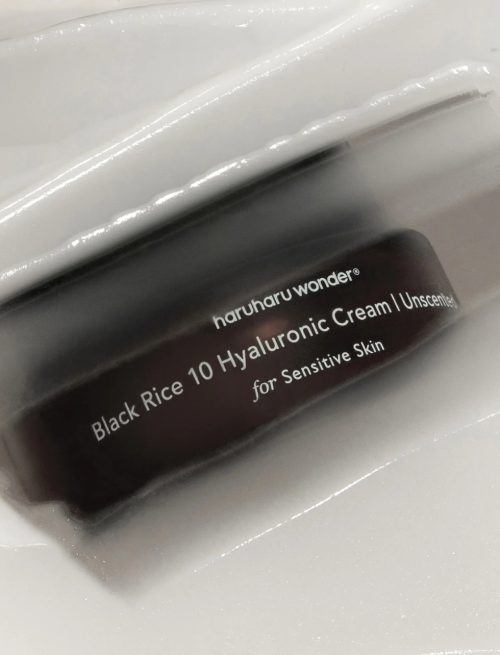 haruharu wonder®
Black Rice 10 Hyaluronic Cream | Unscented
for Sensitive Skin